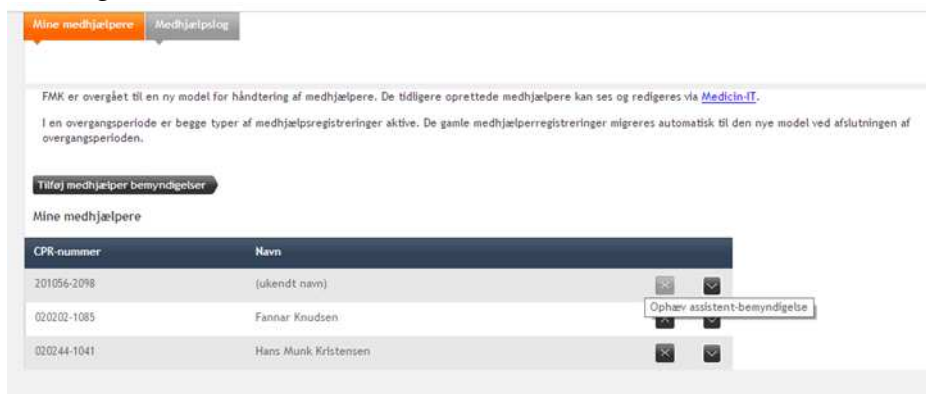 Mine medhjælpere Medhjælpslog
FMK er overgået til en ny model for håndtering af medhjælpere. De tidligere oprettede medhjælpere kan ses og redigeres via Medicin-IT.
I en overgangsperiode er begge typer af medhjælpsregistreringer aktive. De gamle medhjælperregistreringer migreres automatisk til den nye model ved afslutningen af
overgangsperioden.
Tilføj medhjælper bemyndigelser
Mine medhjælpere
CPR-nummer Navn
201056-2098 (ukendt navn)
Ophæv assistent-bemyndigelse
020202-1085 Fannar Knudsen
020244-1041 Hans Munk Kristensen